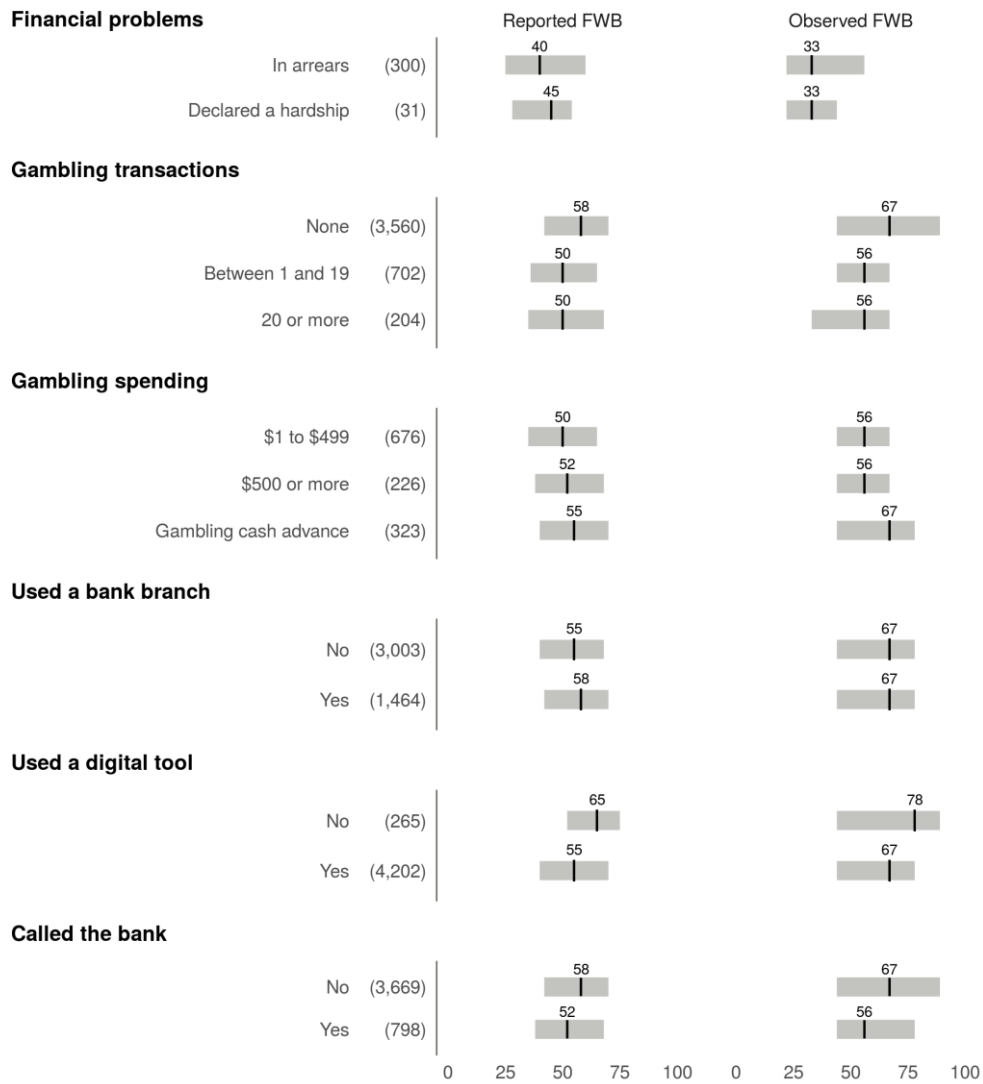 Financial problems Reported FWB Observed FWB
40 33
In arrears (300)
45 33
Declared a hardship (31)
Gambling transactions
58 67
None (3,560)
50 56
Between 1 and 19 (702)
50 56
20 or more (204)
Gambling spending
50 56
$1 to $499 (676)
52 56
$500 or more (226)
55 67
Gambling cash advance (323)
Used a bank branch
55 67
No (3,003)
58 67
Yes (1,464)
Used a digital tool
65 78
No (265)
55 67
Yes (4,202)
Called the bank
58 67
No (3,669)
52 56
Yes (798)
0 25 50 75 100 0 25 50 75 100